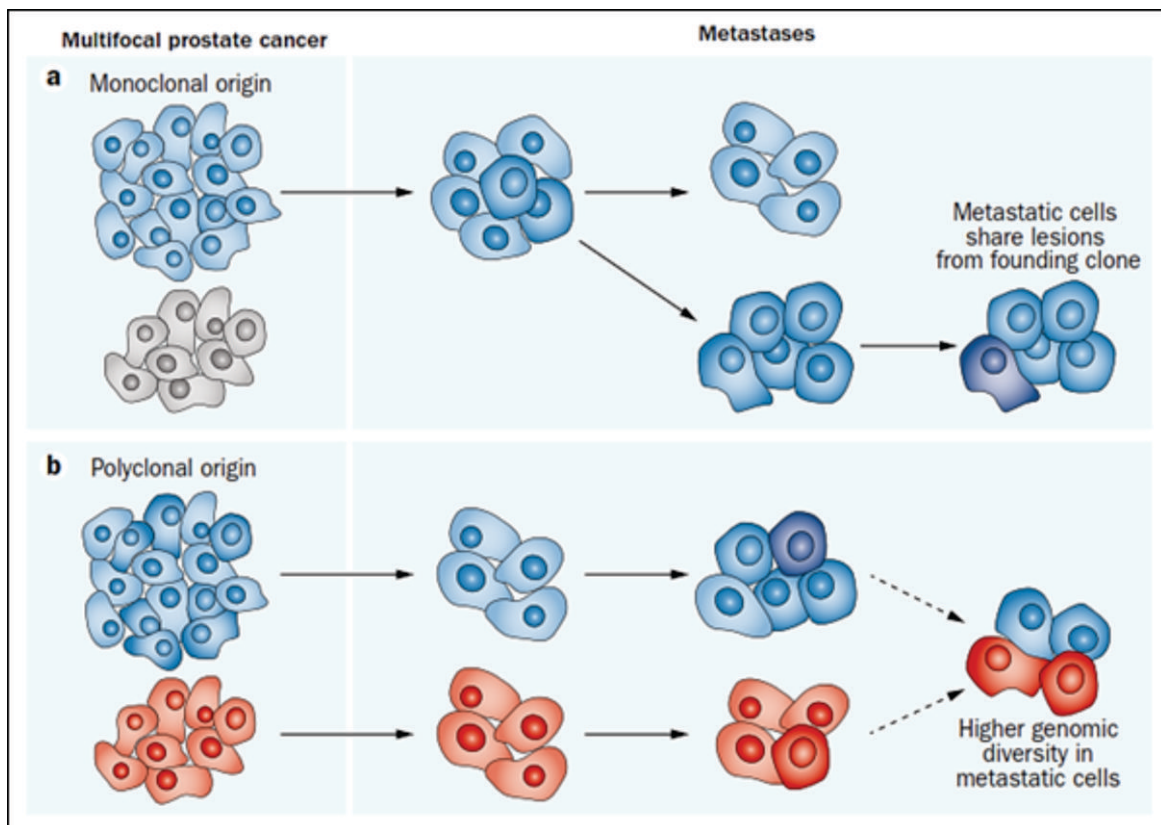 Multifocal prostate cancer
Metastases
a
Monoclonal origin
Metastatic cells
share lesions
from founding clone
b
Polyclonal origin
Higher genomic
diversity in
metastatic cells